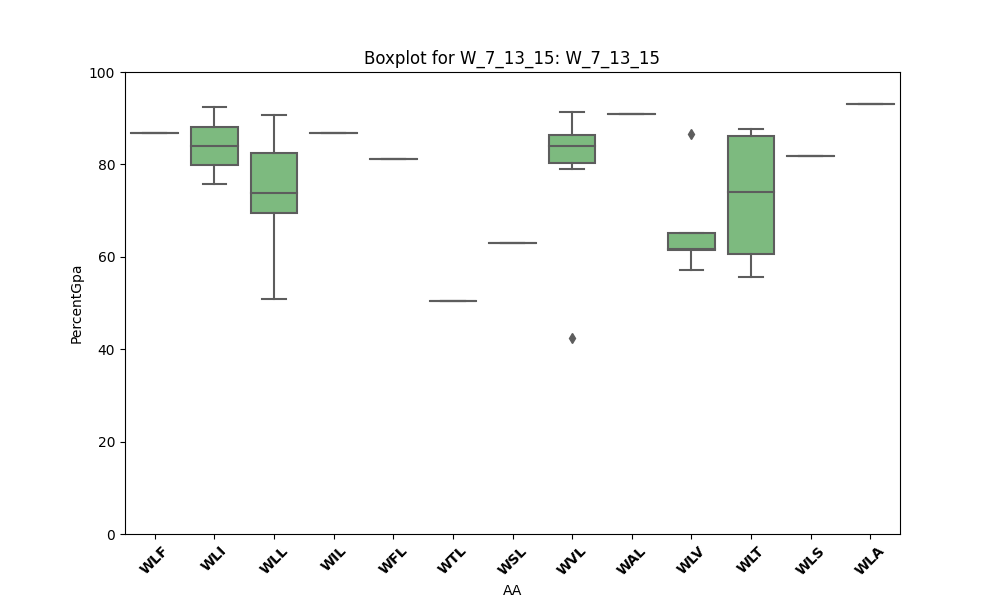 Boxplot for W_7_13_15: W_7_13_15
100
80
60
40
20
0
PercentGpa
WLF WLI WLL WIL WFL WTL WSL WVL WAL WLV WLT WLS WLA
AA